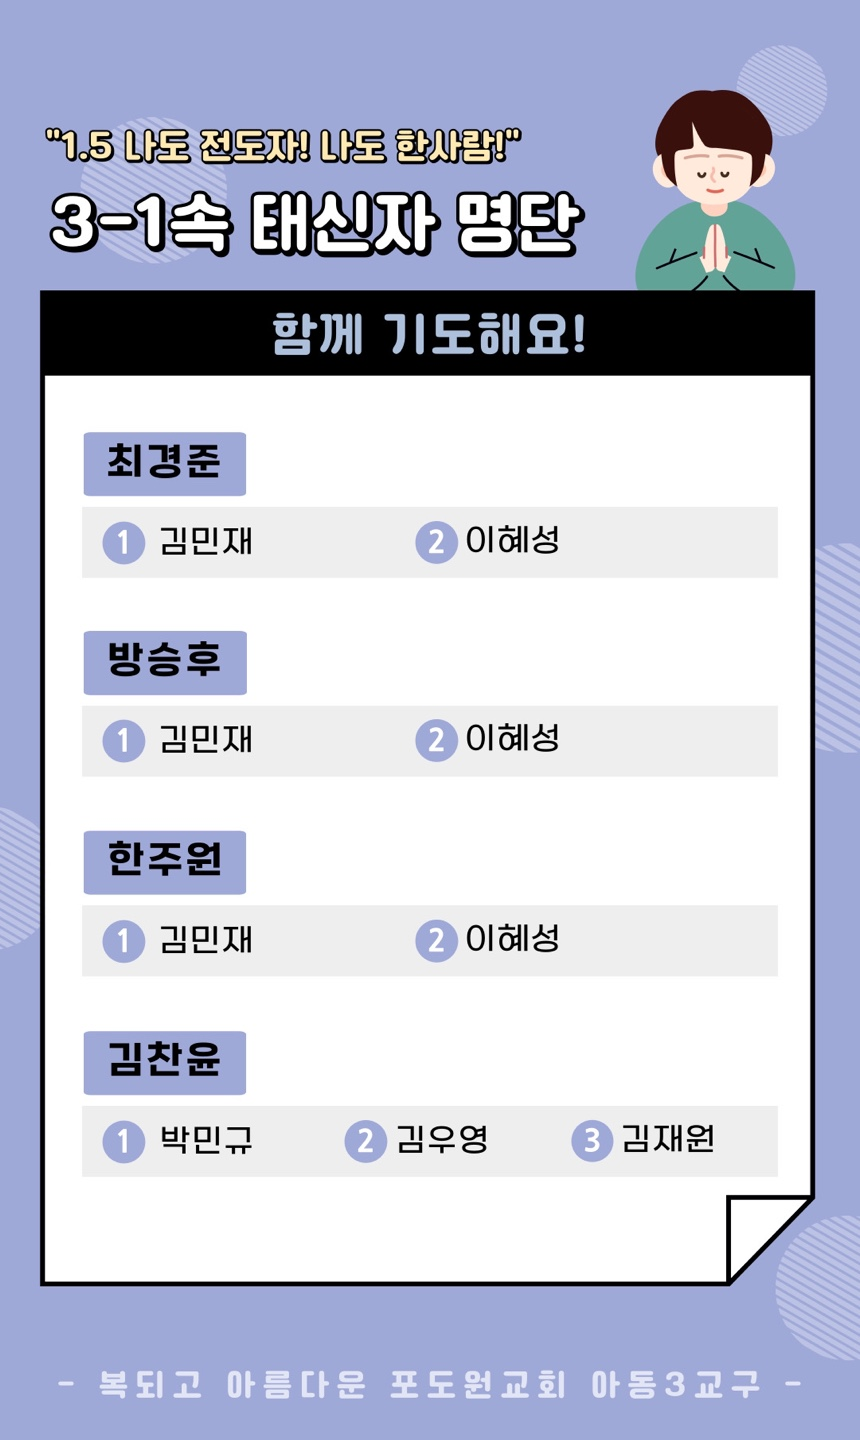 "1.5 나도 전도자! 나도 한사람!"
3-1속 태신자 명단
함께 기도해요!
최경준
1 김민재 2 이혜성
방승후
1 김민재 2 이혜성
한주원
1 김민재 2 이혜성
김찬윤
1 박민규 2 김우영 3 김재원
- 복되고 아름다운 포도원교회 아동3교구 -